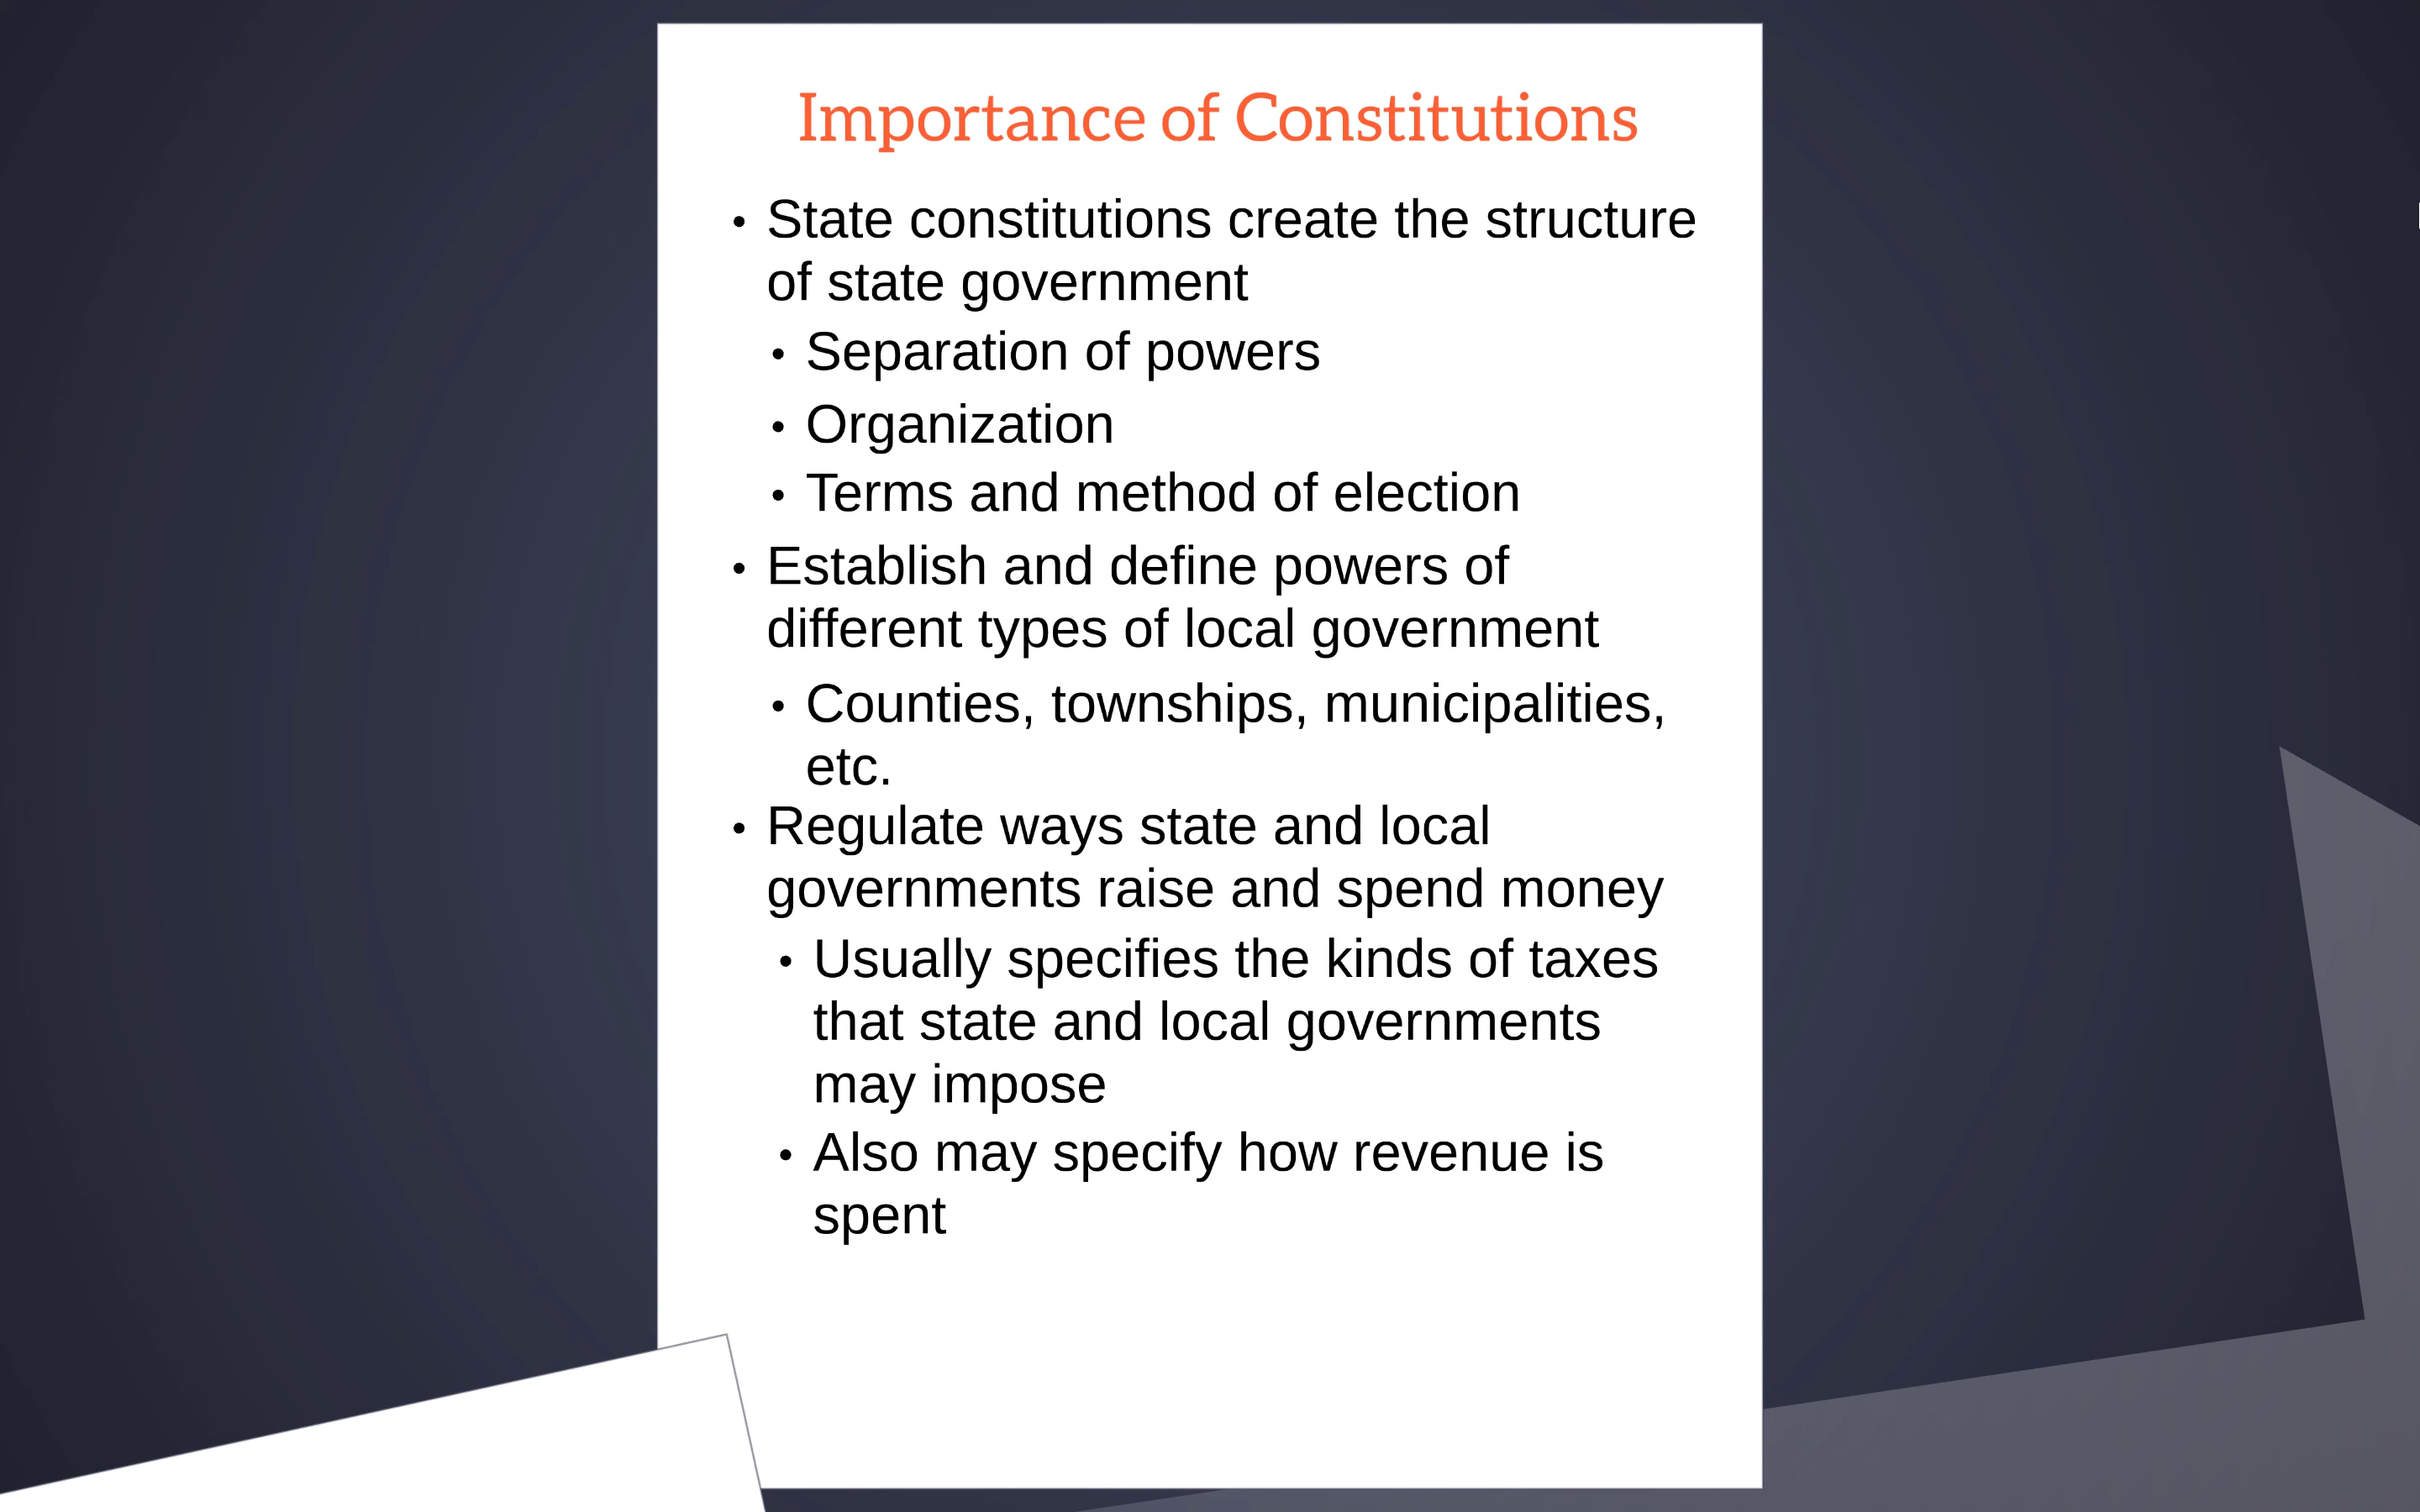 Importance of Constitutions
• State constitutions create the structure
of state government
• Separation of powers
• Organization
• Terms and method of election
• Establish and define powers of
different types of local government
• Counties, townships, municipalities,
etc.
• Regulate ways state and local
governments raise and spend money
• Usually specifies the kinds of taxes
that state and local governments
may impose
• Also may specify how revenue is
spent